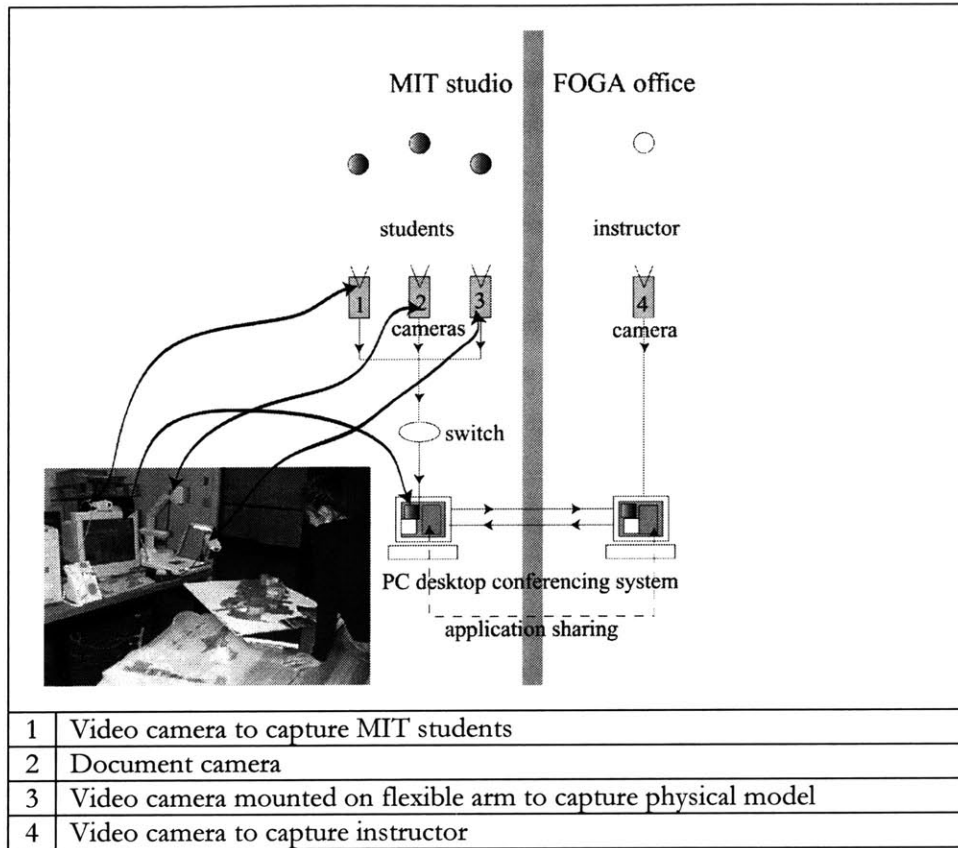 MIT studio FOGA office
students instructor
1 2 3 4
cameras camera
switch
PC desktop conferencing system
application sharing
1 Video camera to capture MIT students
2 Document camera
3 Video camera mounted on flexible arm to capture physical model
4 Video camera to capture instructor